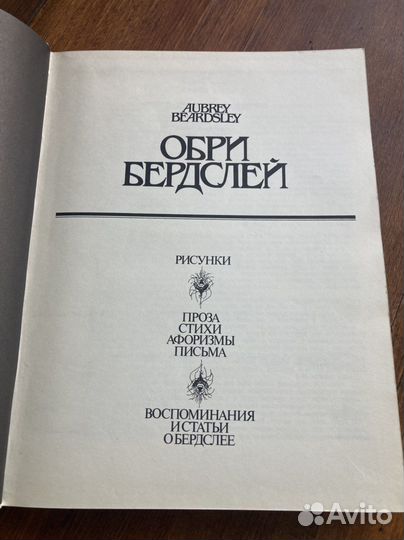 AUBREY
BEARDSLEY
ОБРИ
БЕРДСЛЕЙ
РИСУНКИ
ПРОЗА
СТИХИ
АФОРИЗМЫ
ПИСЬМА
ВОСПОМИНАНИЯ
И СТАТЬИ
О БЕРДСЛЕЕ
Avito